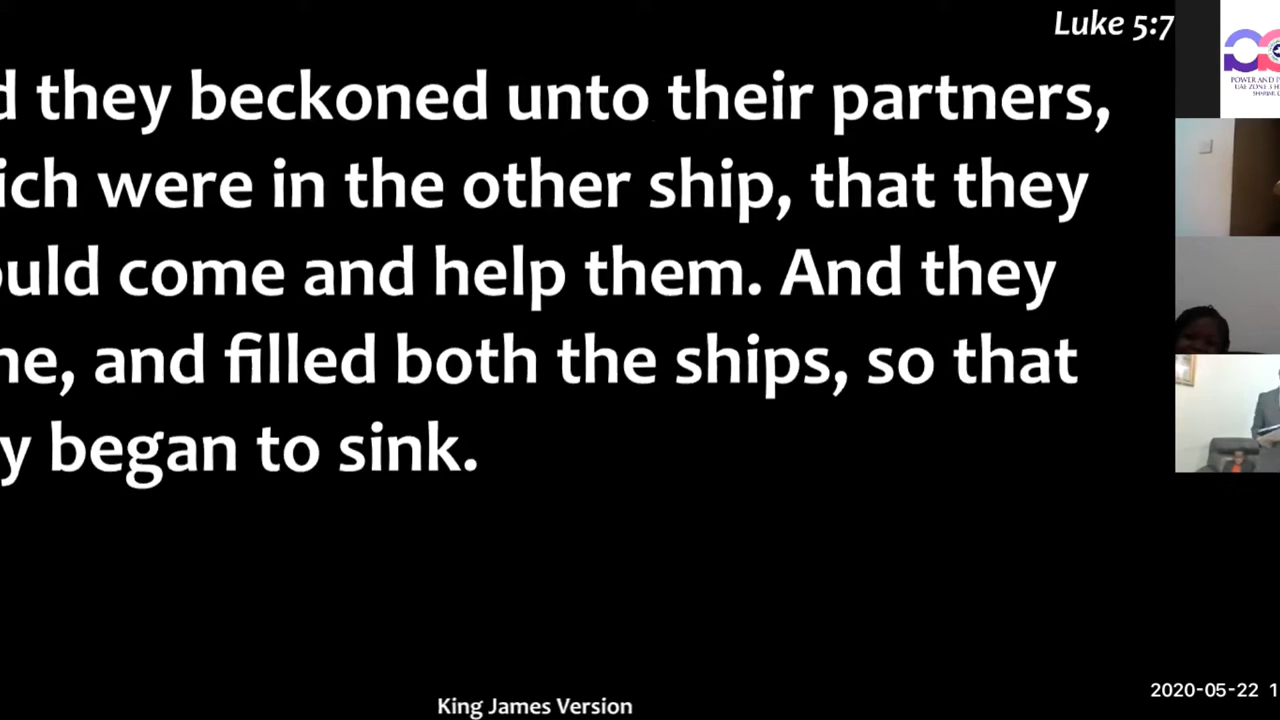 Luke 5:7
d they beckoned unto their partners,
ich were in the other ship, that they
ould come and help them. And they
ne, and filled both the ships, so that
y began to sink.
King James Version
2020-05-22 1
POWER AND